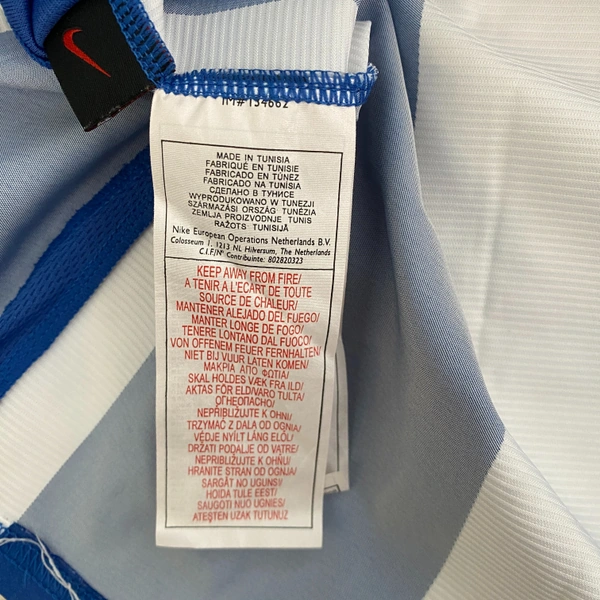 IM# 134662
MADE IN TUNISIA
FABRIQUÉ EN TUNISIE
FABRICADO EN TÚNEZ
FABRICADO NA TUNÍSIA
СДЕЛАНО В ТУНИСЕ
WYPRODUKOWANO W TUNEZJI
SZÁRMAZÁSI ORSZÁG TUNÉZIA
ZEMLJA PROIZVODNJE TUNIS
RAŽOTS TUNISIJĀ
Nike European Operations Netherlands B.V.
Colosseum 1, 1213 NL Hilversum, The Netherlands
C.I.F/Nº Contribuinte: 802820323
KEEP AWAY FROM FIRE/
A TENIR A L'ECART DE TOUTE
SOURCE DE CHALEUR/
MANTENER ALEJADO DEL FUEGO/
MANTER LONGE DE FOGO/
TENERE LONTANO DAL FUOCO/
VON OFFENEM FEUER FERNHALTEN/
NIET BIJ VUUR LATEN KOMEN/
ΜΑΚΡΙΑ ΑΠΟ ΦΩΤΙΑ/
SKAL HOLDES VÆK FRA ILD/
AKTAS FÖR ELD/VARO TULTA/
ОГНЕОПАСНО/
NEPRIBLIŽUJTE K OHNI/
TRZYMAĆ Z DALA OD OGNIA/
VÉDJE NYÍLT LÁNG ELŐL/
DRŽATI PODALJE OD VATRE/
NEPRIBLIŽUJTE K OHŇU/
HRANITE STRAN OD OGNJA/
SARGĀT NO UGUNS/
HOIDA TULE EEST/
SAUGOTI NUO UGNIES/
ATEŞTEN UZAK TUTUNUZ